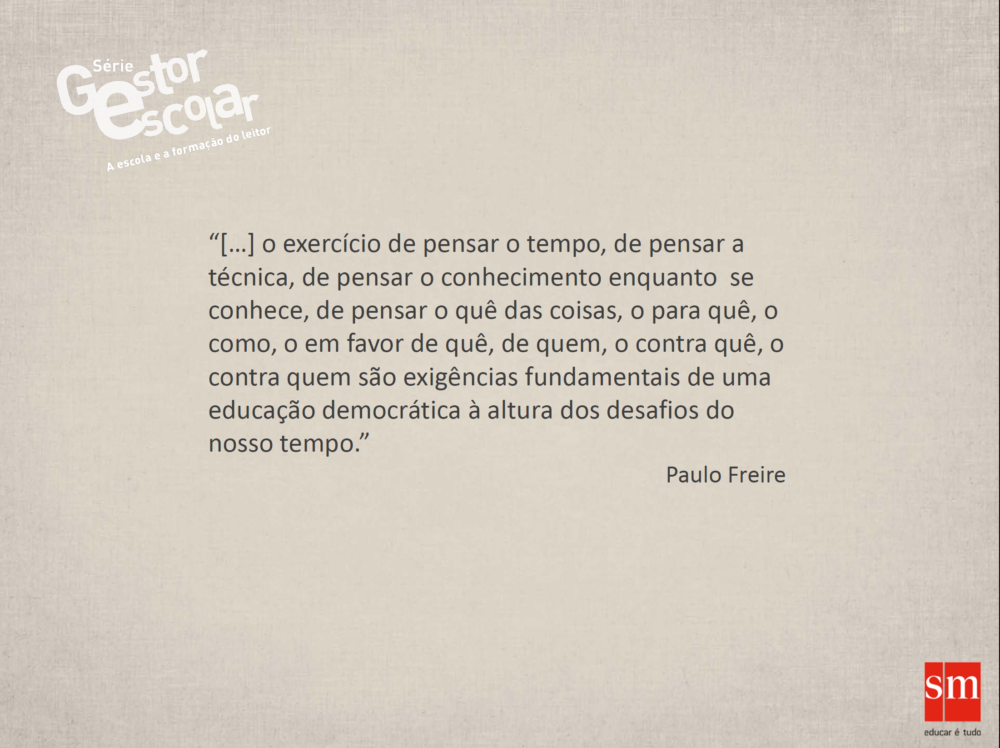 Série
Gestor
escolar
A escola e a formação do leitor
“[...] o exercício de pensar o tempo, de pensar a
técnica, de pensar o conhecimento enquanto  se
conhece, de pensar o quê das coisas, o para quê, o
como, o em favor de quê, de quem, o contra quê, o
contra quem são exigências fundamentais de uma
educação democrática à altura dos desafios do
nosso tempo.”
Paulo Freire
sm
educar é tudo